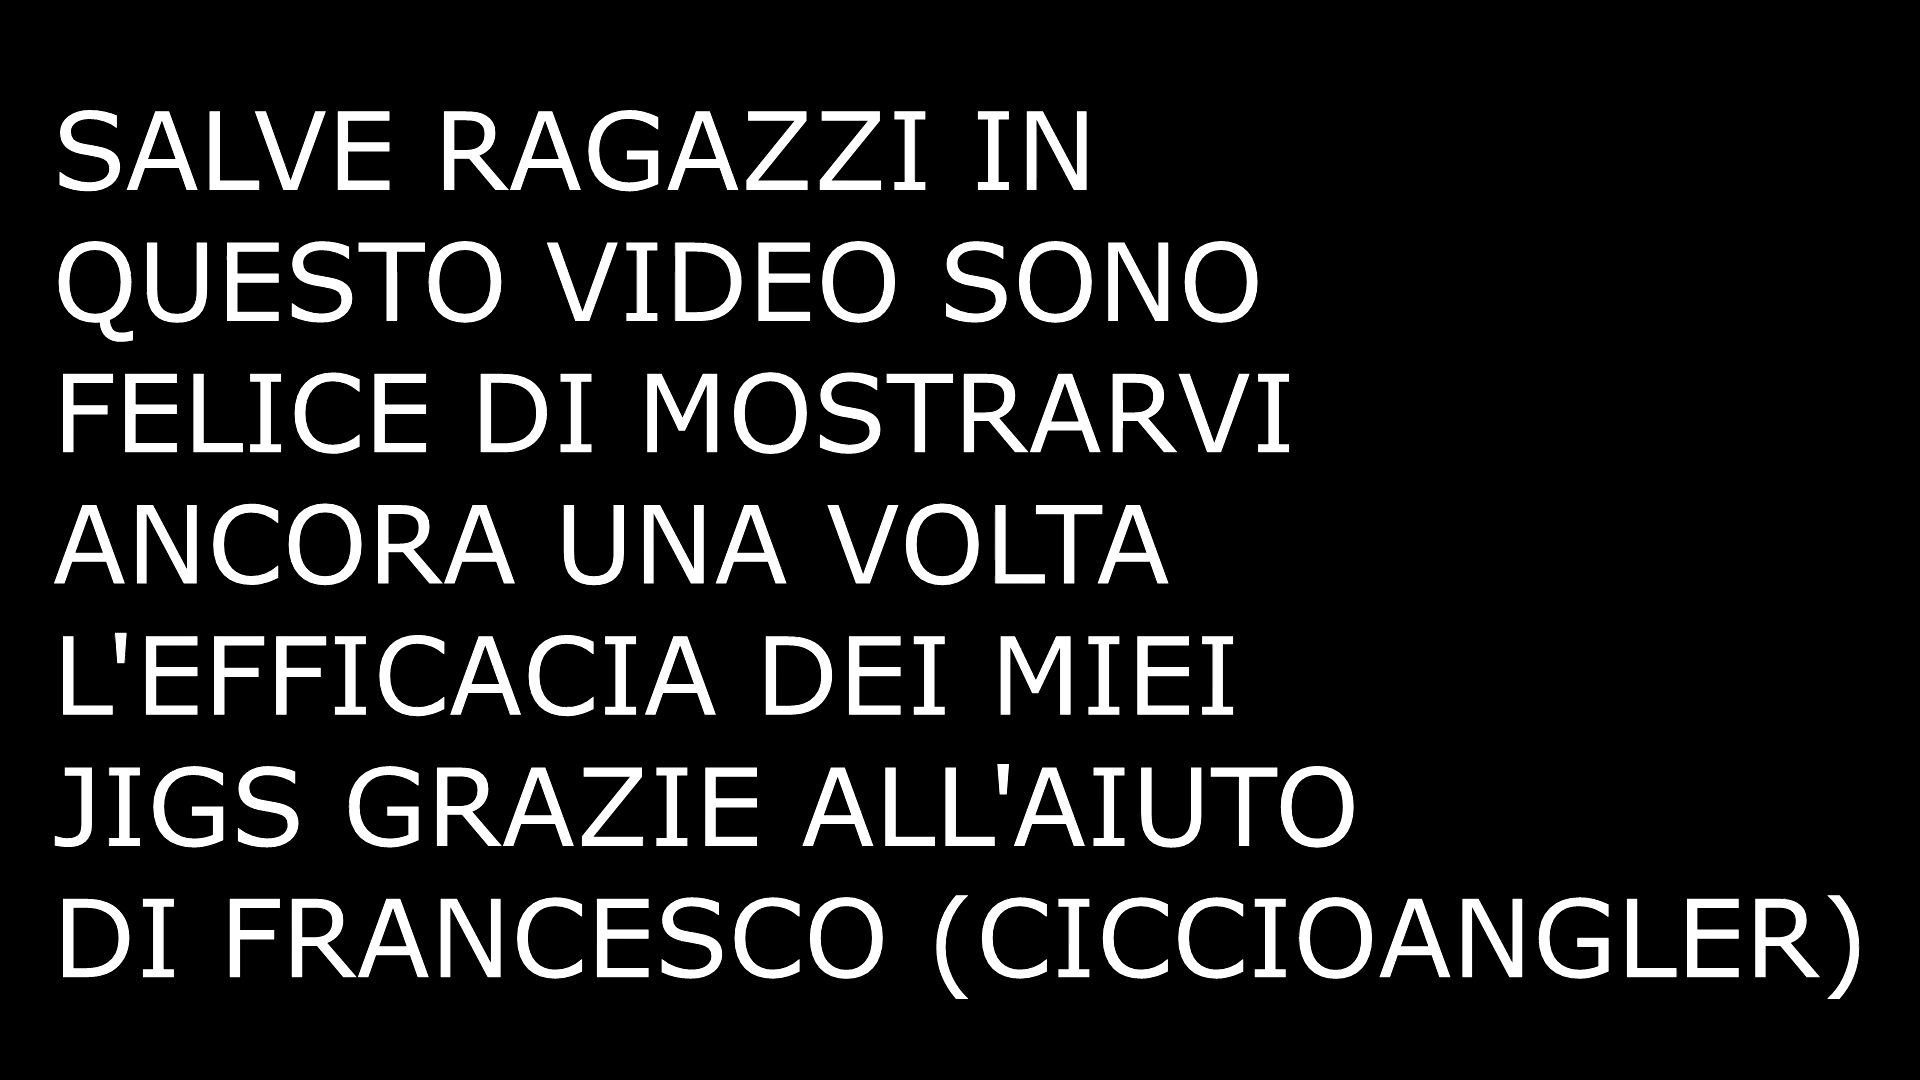 SALVE RAGAZZI IN
QUESTO VIDEO SONO
FELICE DI MOSTRARVI
ANCORA UNA VOLTA
L'EFFICACIA DEI MIEI
JIGS GRAZIE ALL'AIUTO
DI FRANCESCO (CICCIOANGLER)